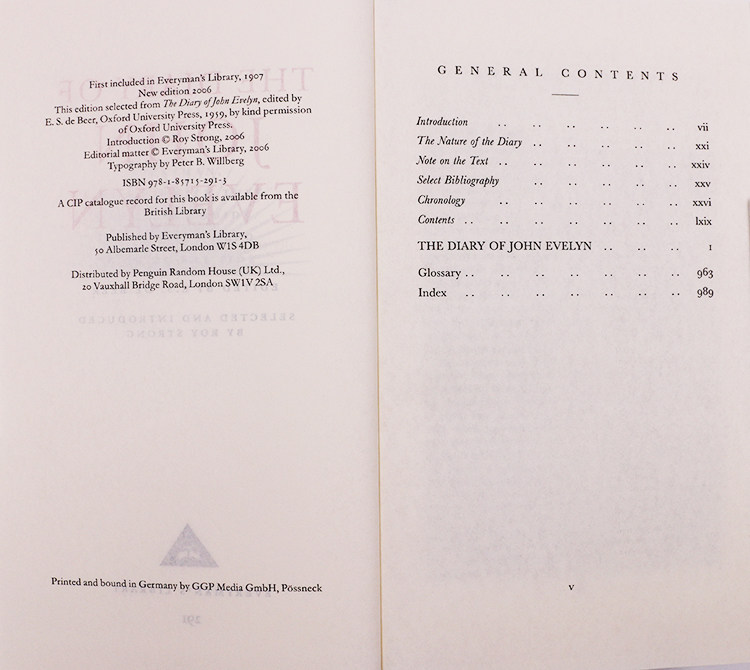 First included in Everyman's Library, 1907
New edition 2006
This edition selected from The Diary of John Evelyn, edited by
E. S. de Beer, Oxford University Press, 1959, by kind permission
of Oxford University Press.
Introduction © Roy Strong, 2006
Editorial matter © Everyman's Library, 2006
Typography by Peter B. Willberg
ISBN 978-1-85715-291-3
A CIP catalogue record for this book is available from the
British Library
Published by Everyman's Library,
50 Albemarle Street, London W1S 4DB
Distributed by Penguin Random House (UK) Ltd.,
20 Vauxhall Bridge Road, London SW1V 2SA
Printed and bound in Germany by GGP Media GmbH, Pössneck
GENERAL CONTENTS
Introduction .. .. .. .. .. .. vii
The Nature of the Diary .. .. .. .. .. xxi
Note on the Text .. .. .. .. .. .. xxiv
Select Bibliography .. .. .. .. .. xxv
Chronology .. .. .. .. .. .. xxvi
Contents .. .. .. .. .. .. .. lxix
THE DIARY OF JOHN EVELYN .. .. .. 1
Glossary .. .. .. .. .. .. .. 963
Index .. .. .. .. .. .. .. 989
v